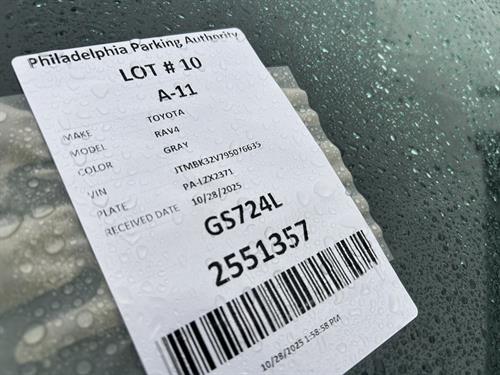 Philadelphia Parking Authority
LOT # 10
A-11
MAKE TOYOTA
MODEL RAV4
COLOR GRAY
VIN JTMBK32V795076635
PLATE PA-LZX2371
RECEIVED DATE 10/28/2025
GS724L
2551357
10/28/2025 1:58:58 PM